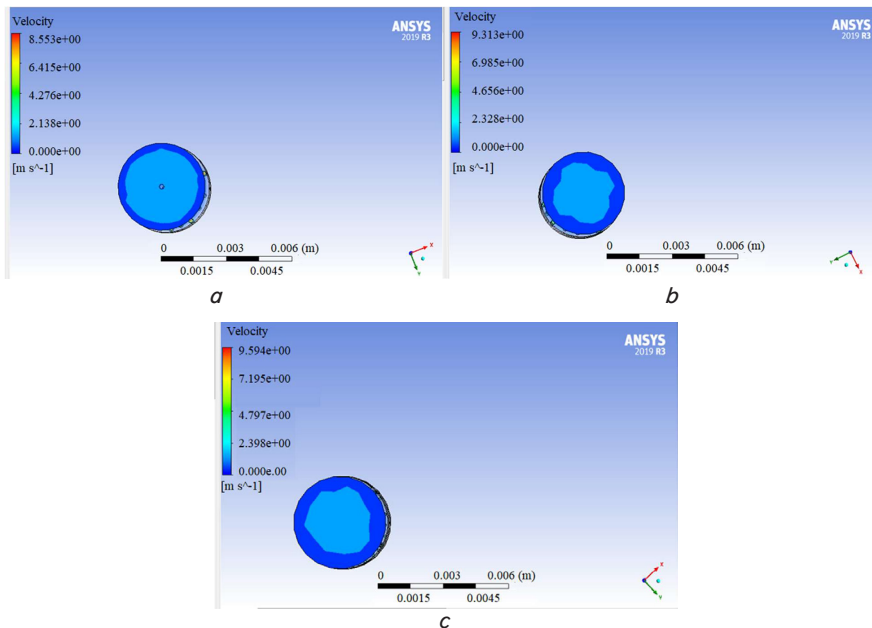 Velocity
8.553e+00
6.415e+00
4.276e+00
2.138e+00
0.000e+00
[m s^-1]
ANSYS
2019 R3
0 0.003 0.006 (m)
0.0015 0.0045
X
Y
a
Velocity
9.313e+00
6.985e+00
4.656e+00
2.328e+00
0.000e+00
[m s^-1]
ANSYS
2019 R3
0 0.003 0.006 (m)
0.0015 0.0045
Y
X
b
Velocity
9.594e+00
7.195e+00
4.797e+00
2.398e+00
0.000e.00
[m s^-1]
ANSYS
2019 R3
0 0.003 0.006 (m)
0.0015 0.0045
X
Y
c